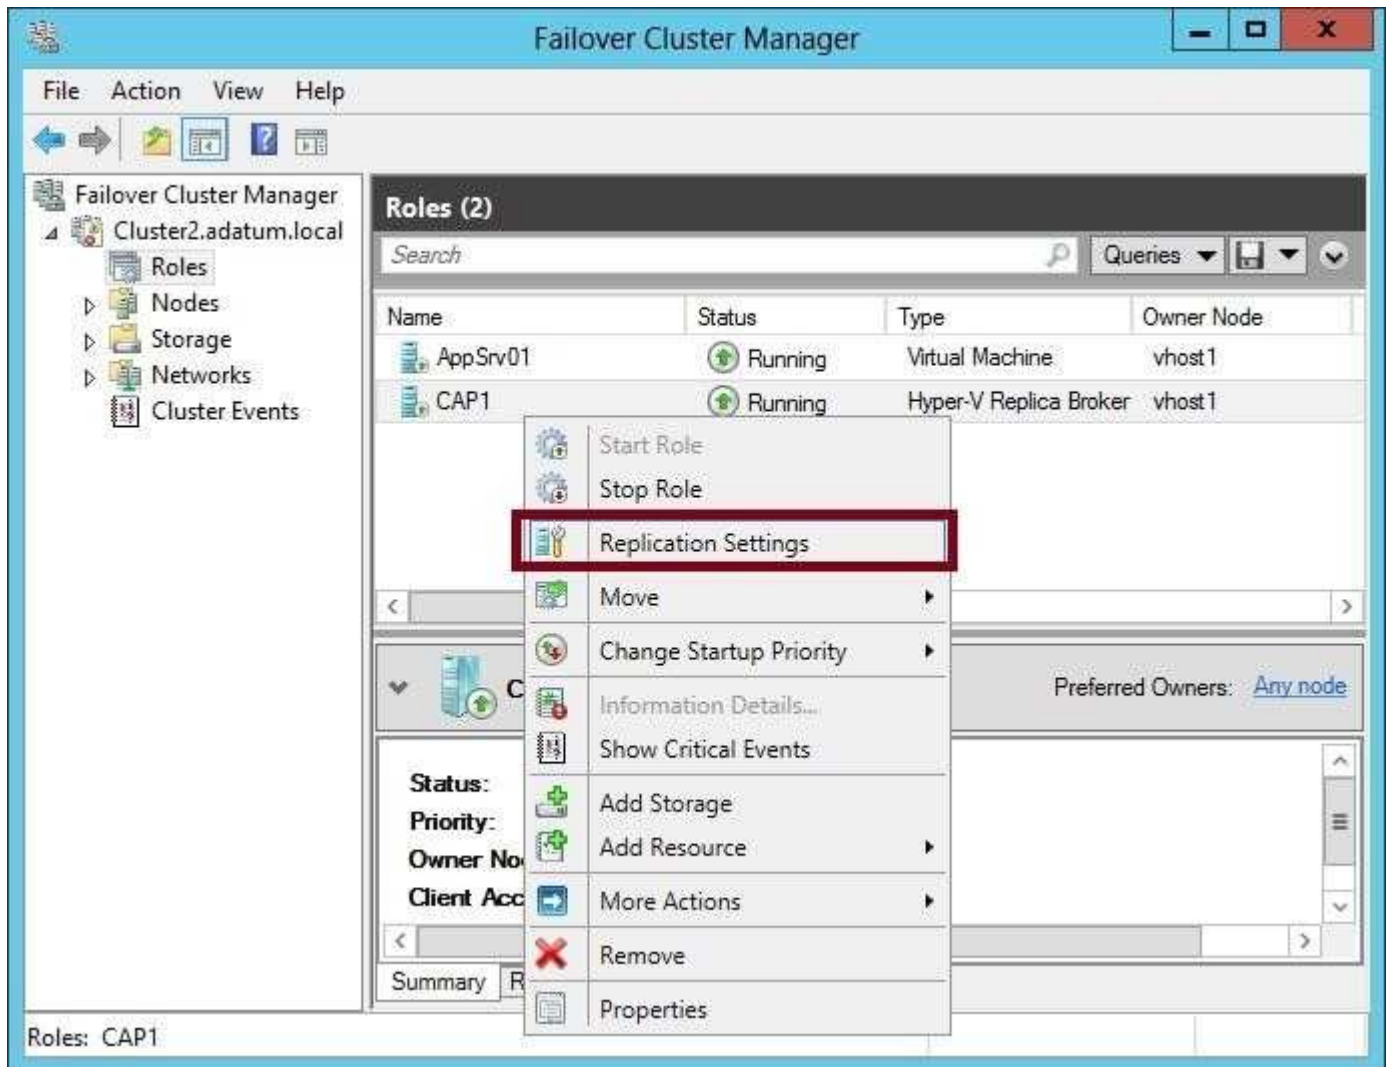 Failover Cluster Manager
File Action View Help
Failover Cluster Manager
Cluster2.adatum.local
Roles
Nodes
Storage
Networks
Cluster Events
Roles (2)
Search
Queries
Name Status Type Owner Node
AppSrv01 Running Virtual Machine vhost1
CAP1 Running Hyper-V Replica Broker vhost1
Start Role
Stop Role
Replication Settings
Move
Change Startup Priority
Information Details...
Show Critical Events
Add Storage
Add Resource
More Actions
Remove
Properties
C
Preferred Owners: Any node
Status:
Priority:
Owner No
Client Acc
Summary R
Roles: CAP1